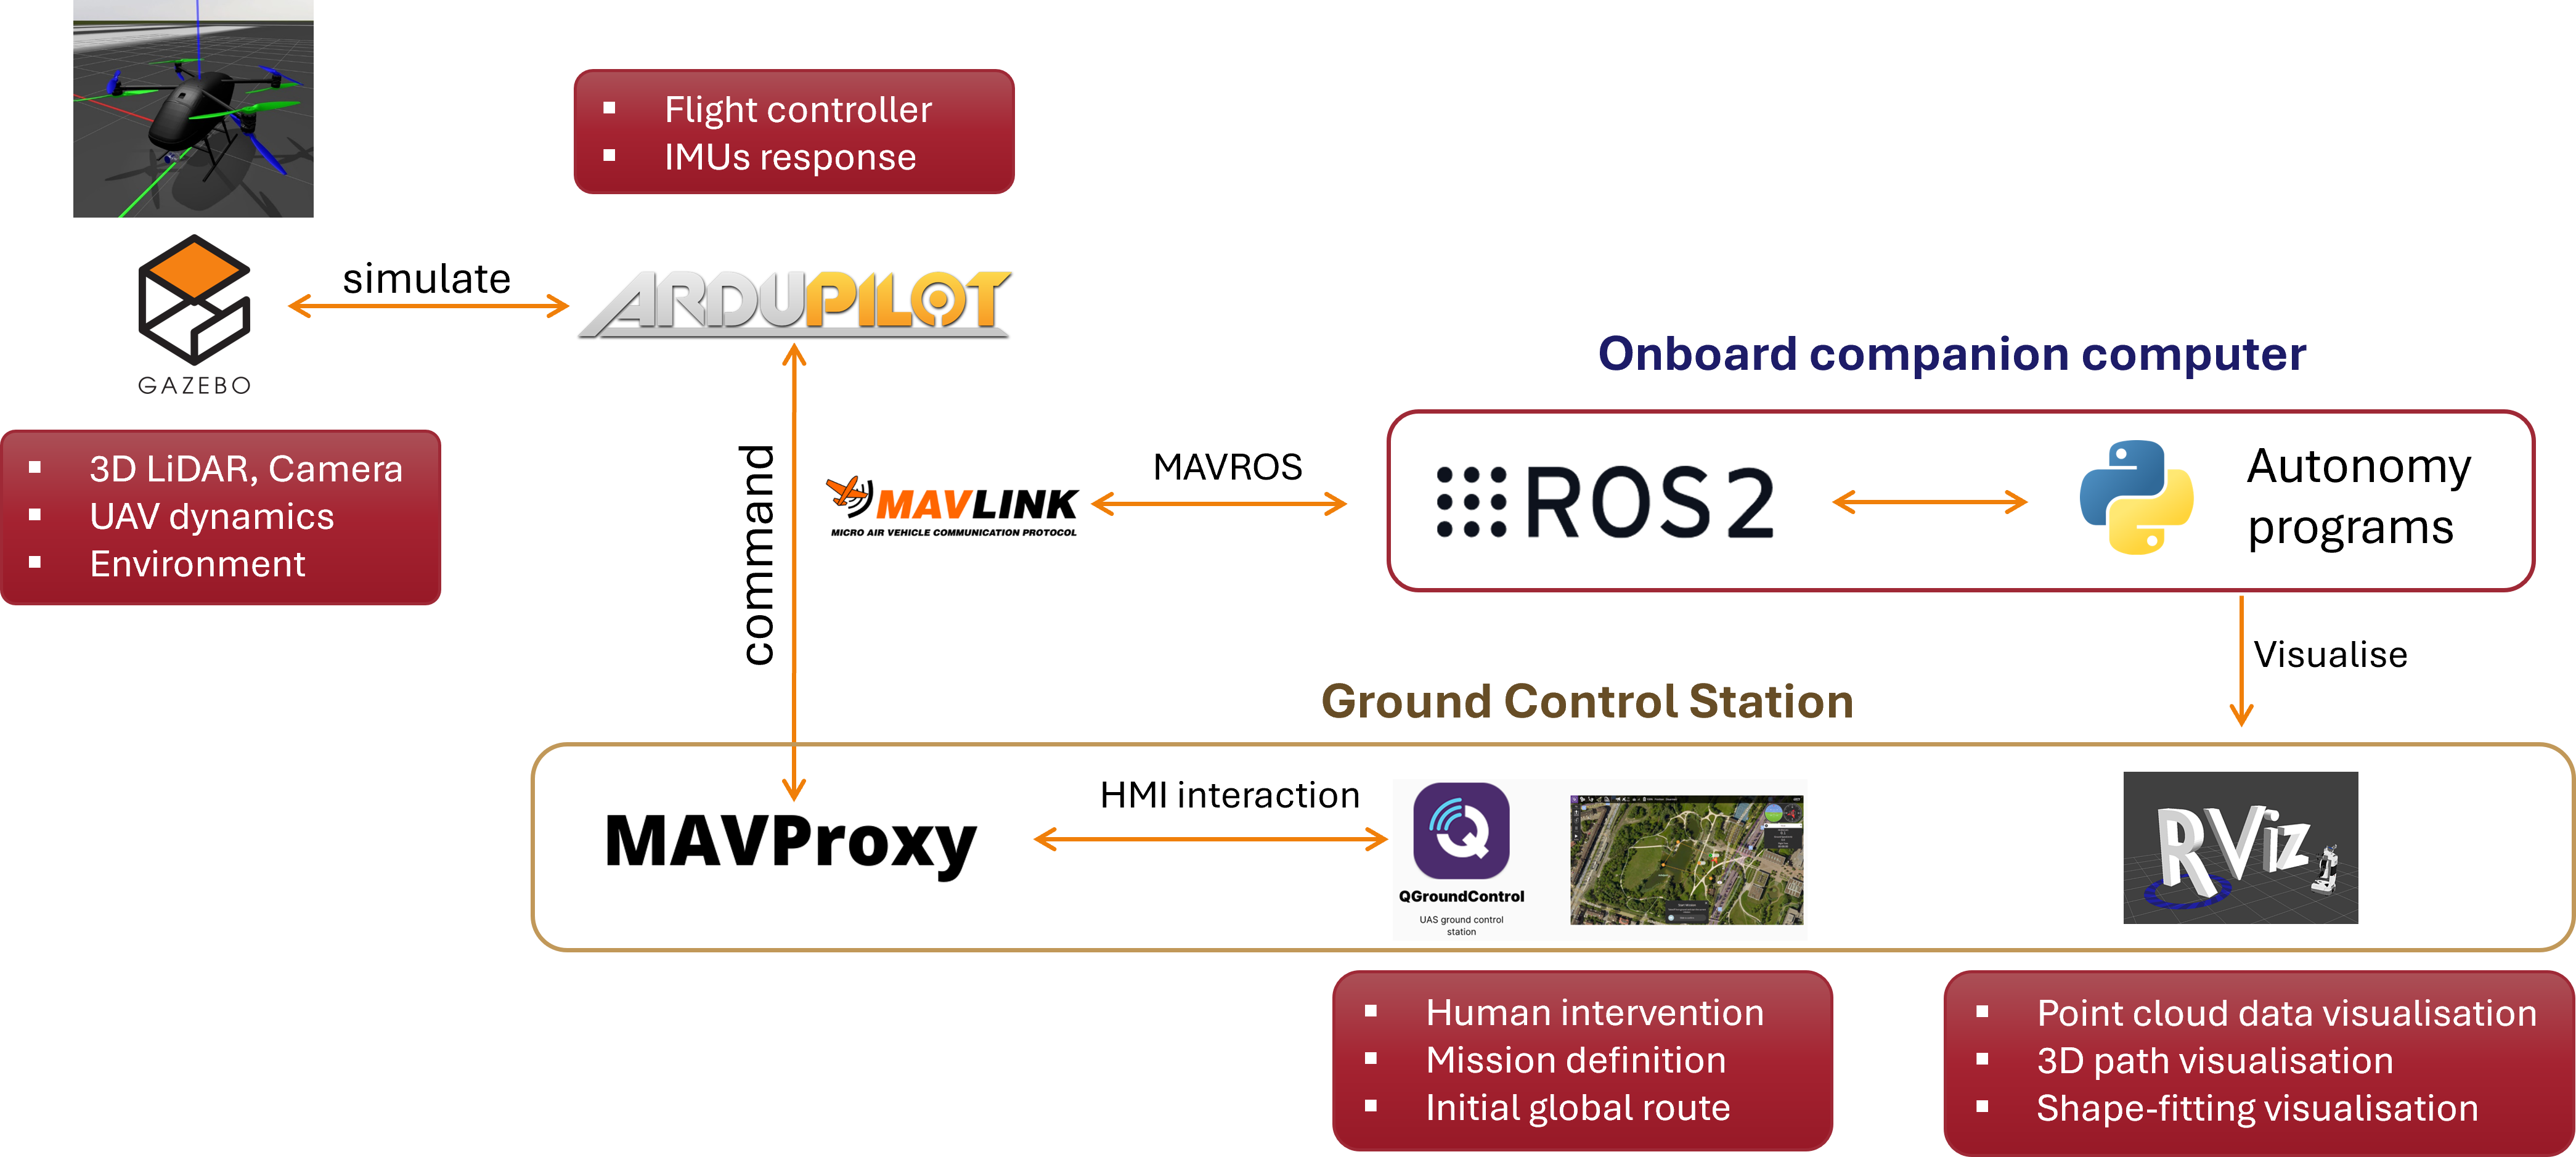 Flight controller
IMUs response
simulate
ARDUPILOT
GAZEBO
3D LiDAR, Camera
UAV dynamics
Environment
command
MAVLINK
MICRO AIR VEHICLE COMMUNICATION PROTOCOL
MAVROS
Onboard companion computer
ROS2
Autonomy
programs
Visualise
Ground Control Station
MAVProxy
HMI interaction
QGroundControl
UAS ground control
station
RViz
Human intervention
Mission definition
Initial global route
Point cloud data visualisation
3D path visualisation
Shape-fitting visualisation